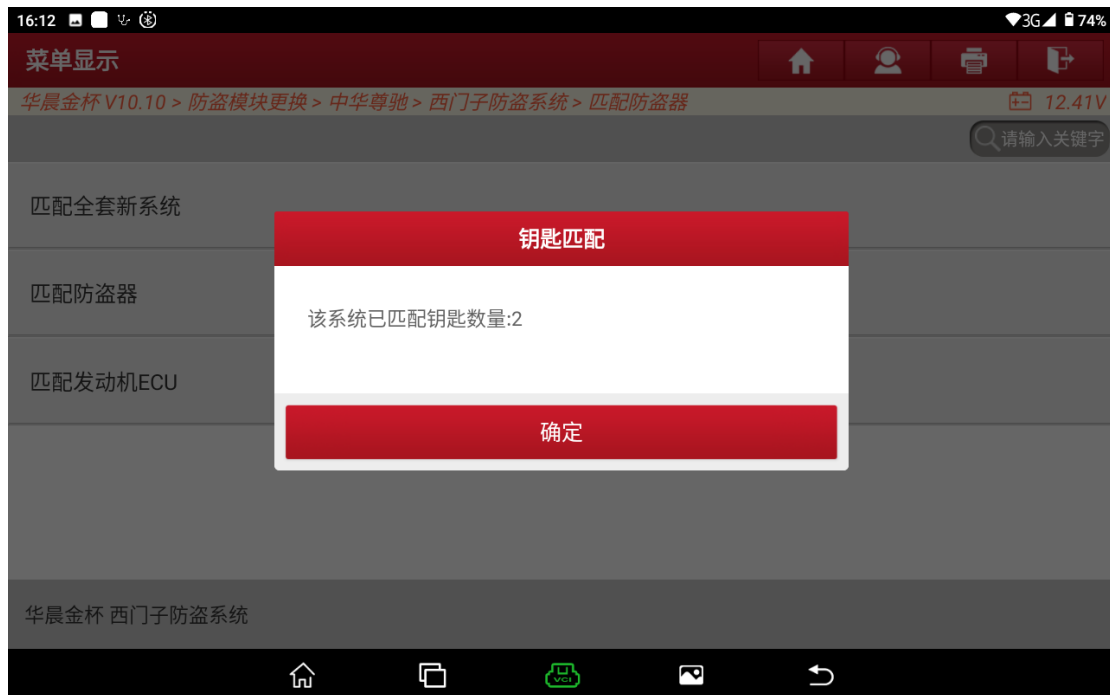 16:12
3G 74%
菜单显示
华晨金杯 V10.10 > 防盗模块更换 > 中华尊驰 > 西门子防盗系统 > 匹配防盗器
12.41V
请输入关键字
匹配全套新系统
钥匙匹配
匹配防盗器
该系统已匹配钥匙数量:2
匹配发动机ECU
确定
华晨金杯 西门子防盗系统
VCI